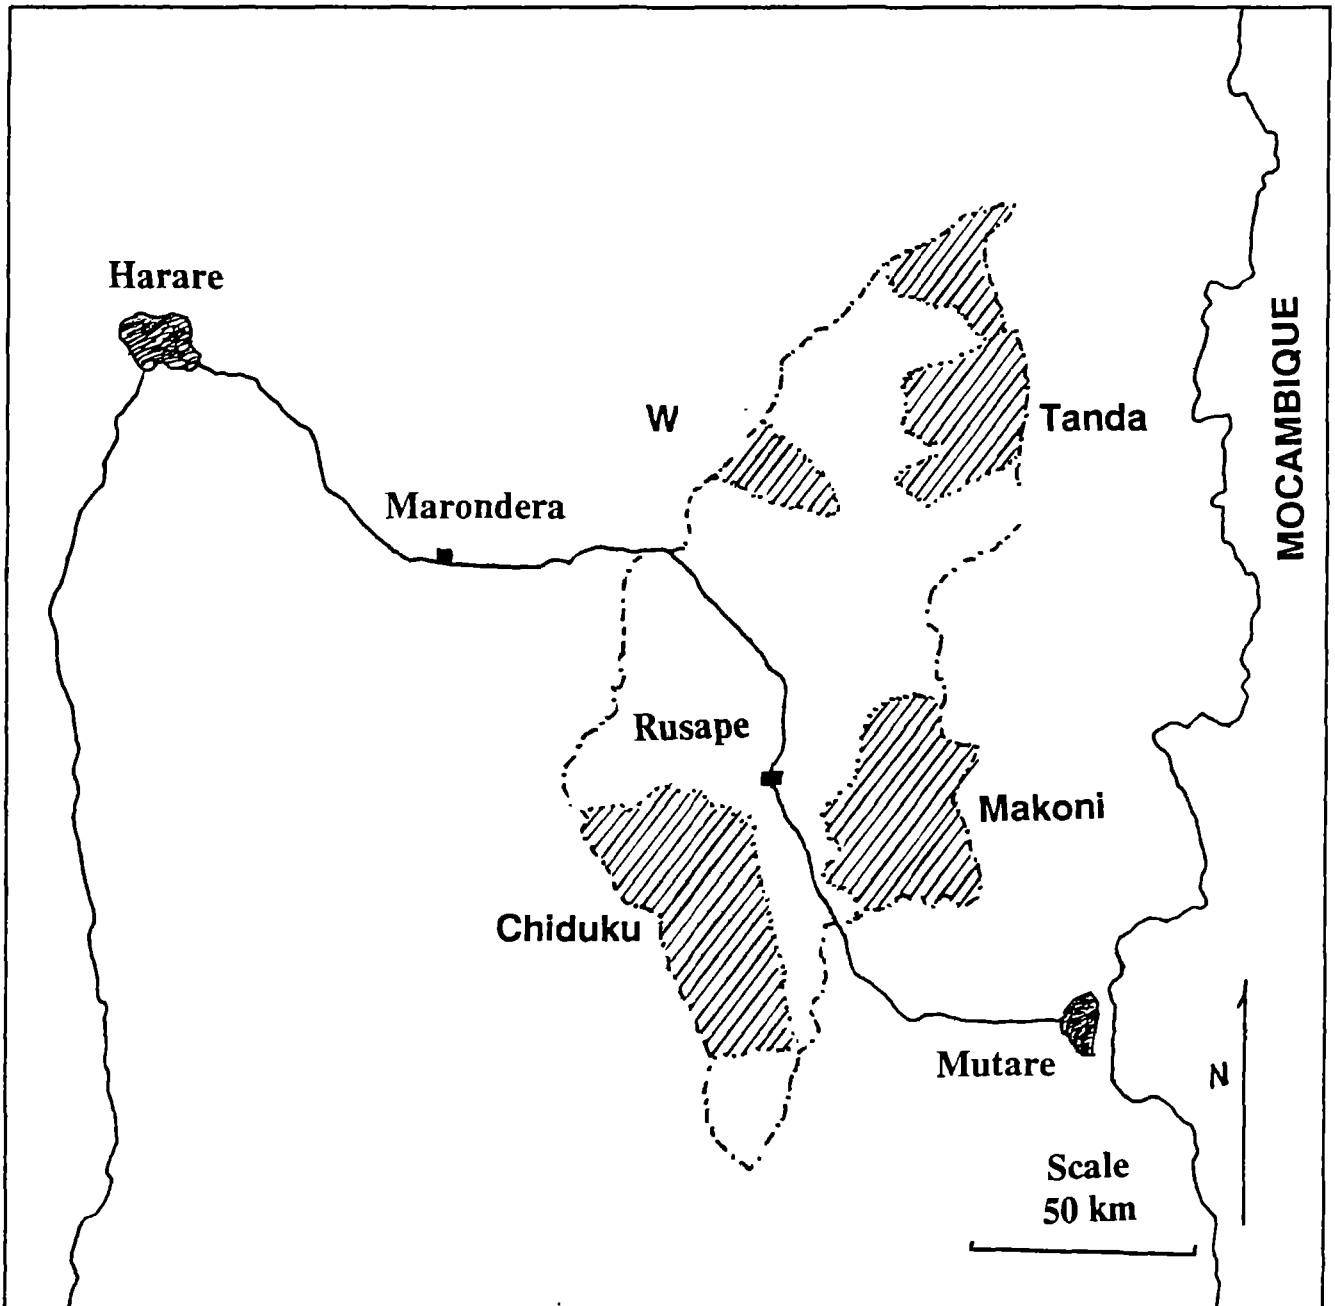 Harare
W
Tanda
MOCAMBIQUE
Marondera
Rusape
Makoni
Chiduku
Mutare
N
Scale
50 km